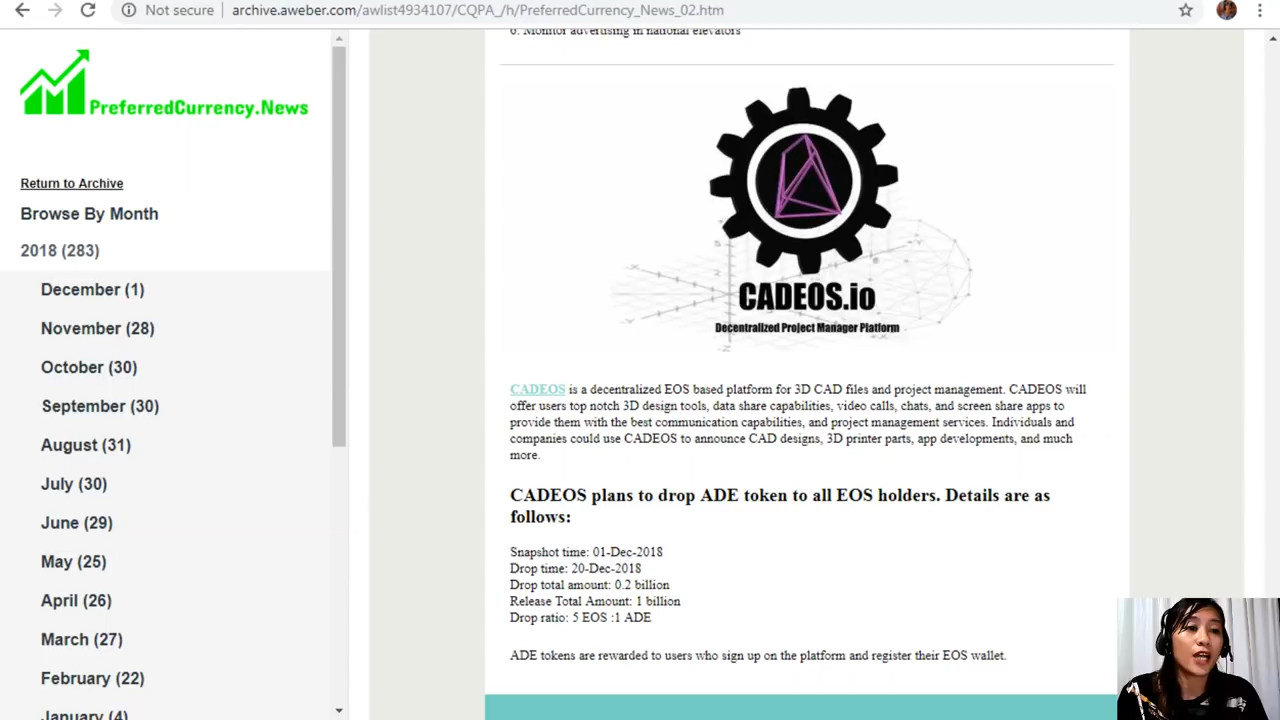 Not secure
archive.aweber.com/awlist4934107/CQPA_/h/PreferredCurrency_News_02.htm
PreferredCurrency.News
Return to Archive
Browse By Month
2018 (283)
December (1)
November (28)
October (30)
September (30)
August (31)
July (30)
June (29)
May (25)
April (26)
March (27)
February (22)
January (4)
6. Monitor advertising in national elevators
CADEOS.io
Decentralized Project Manager Platform
CADEOS is a decentralized EOS based platform for 3D CAD files and project management. CADEOS will
offer users top notch 3D design tools, data share capabilities, video calls, chats, and screen share apps to
provide them with the best communication capabilities, and project management services. Individuals and
companies could use CADEOS to announce CAD designs, 3D printer parts, app developments, and much
more.
CADEOS plans to drop ADE token to all EOS holders. Details are as
follows:
Snapshot time: 01-Dec-2018
Drop time: 20-Dec-2018
Drop total amount: 0.2 billion
Release Total Amount: 1 billion
Drop ratio: 5 EOS :1 ADE
ADE tokens are rewarded to users who sign up on the platform and register their EOS wallet.